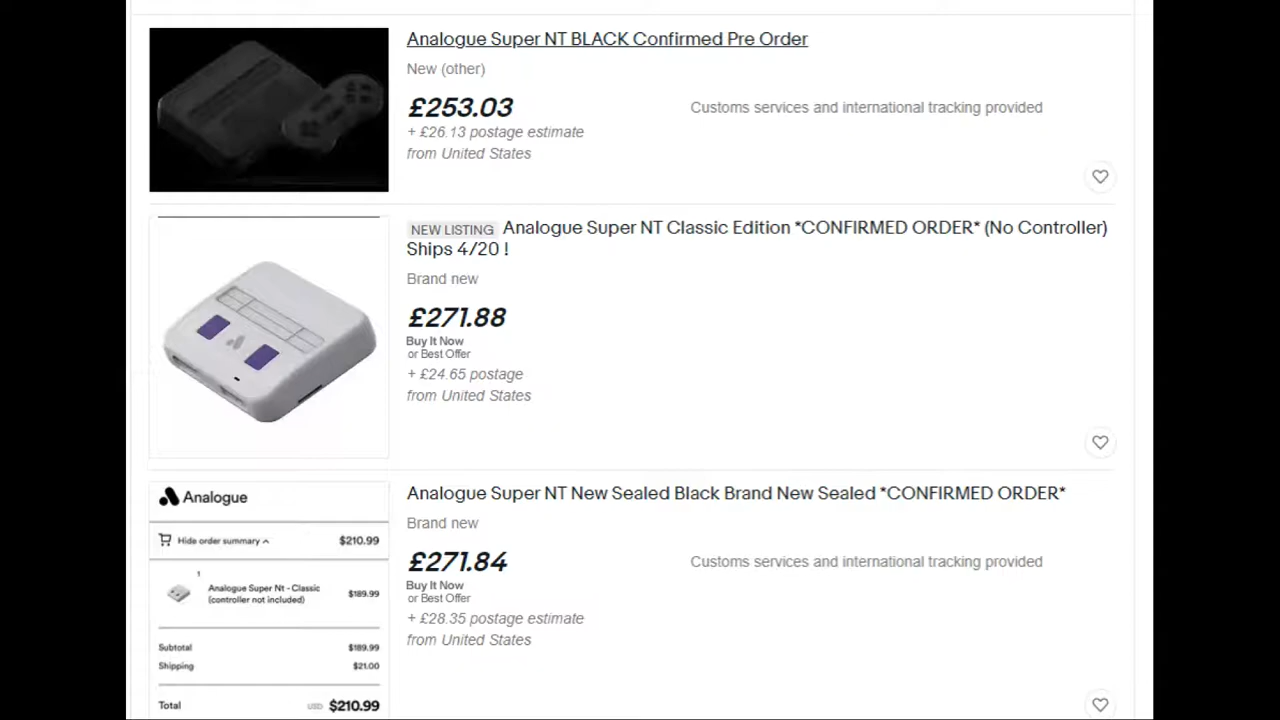 Analogue Super NT BLACK Confirmed Pre Order
New (other)
£253.03
Customs services and international tracking provided
+ £26.13 postage estimate
from United States
NEW LISTING Analogue Super NT Classic Edition *CONFIRMED ORDER* (No Controller)
Ships 4/20 !
Brand new
£271.88
Buy It Now
or Best Offer
+ £24.65 postage
from United States
Analogue
Hide order summary
$210.99
1
Analogue Super Nt - Classic
(controller not included)
$189.99
Subtotal
$189.99
Shipping
$21.00
Total
USD $210.99
Analogue Super NT New Sealed Black Brand New Sealed *CONFIRMED ORDER*
Brand new
£271.84
Customs services and international tracking provided
Buy It Now
or Best Offer
+ £28.35 postage estimate
from United States